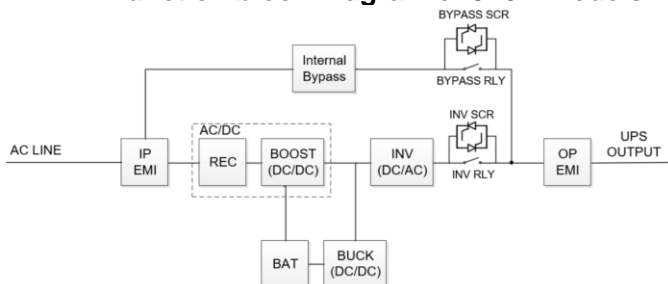 BYPASS SCR
Internal
Bypass
BYPASS RLY
INV SCR
AC/DC
UPS
OUTPUT
AC LINE
IP
EMI
REC
BOOST
(DC/DC)
INV
(DC/AC)
INV RLY
OP
EMI
BAT
BUCK
(DC/DC)